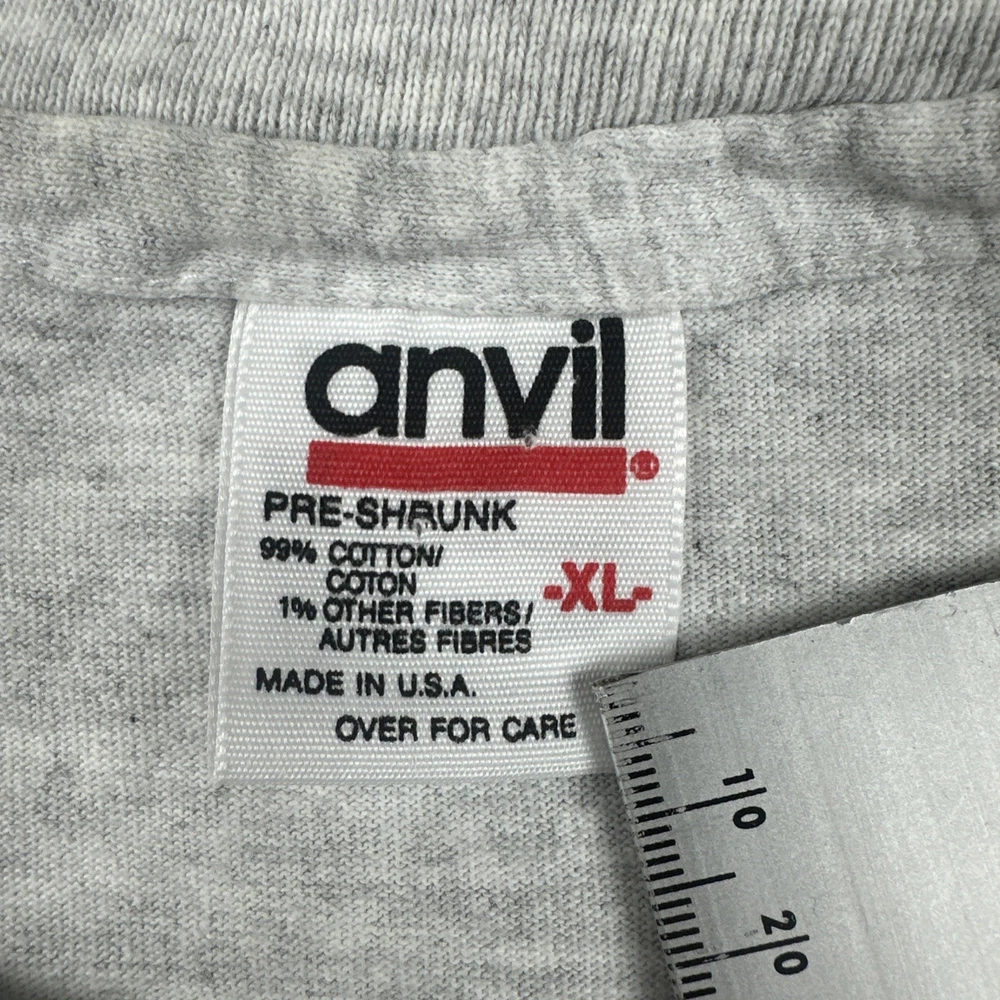 anvil®
PRE-SHRUNK
99% COTTON/
COTON
1% OTHER FIBERS/
AUTRES FIBRES
-XL-
MADE IN U.S.A.
OVER FOR CARE
10
20